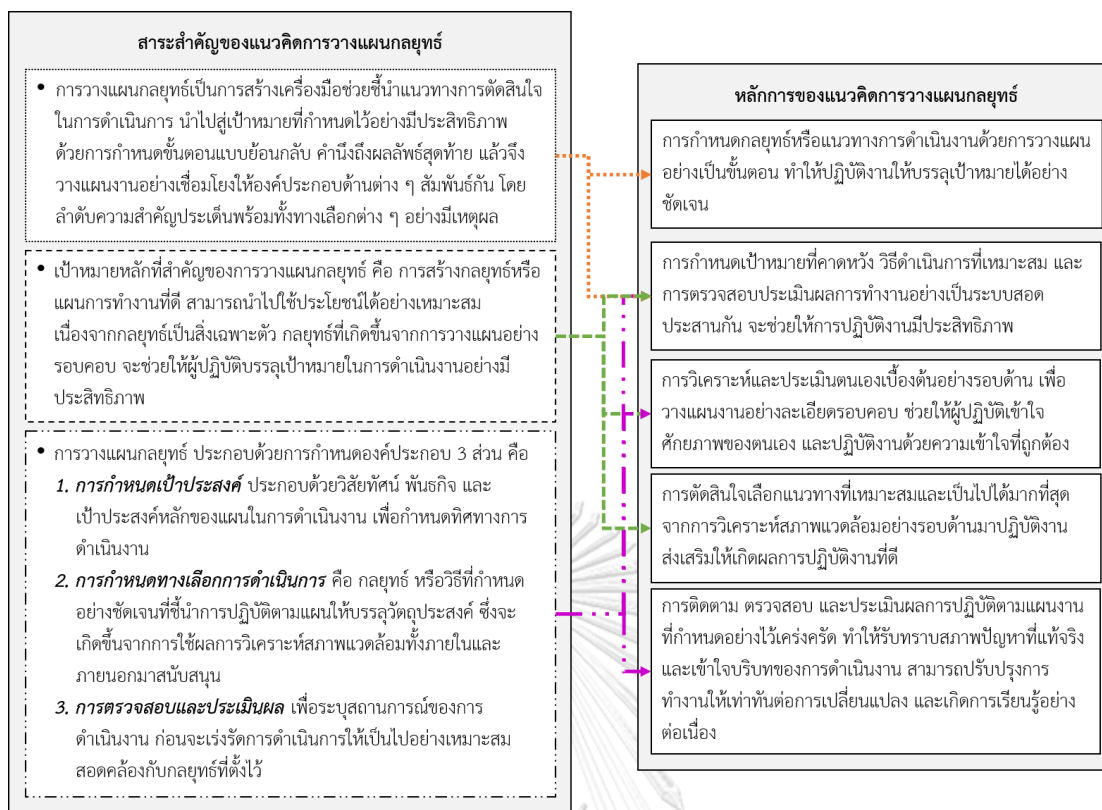 สาระสำคัญของแนวคิดการวางแผนกลยุทธ์
• การวางแผนกลยุทธ์เป็นการสร้างเครื่องมือช่วยชี้นำแนวทางการตัดสินใจ
ในการดำเนินการ นำไปสู่เป้าหมายที่กำหนดไว้อย่างมีประสิทธิภาพ
ด้วยการกำหนดขั้นตอนแบบย้อนกลับ คำนึงถึงผลลัพธ์สุดท้าย แล้วจึง
วางแผนงานอย่างเชื่อมโยงให้องค์ประกอบด้านต่าง ๆ สัมพันธ์กัน โดย
ลำดับความสำคัญประเด็นพร้อมทั้งทางเลือกต่าง ๆ อย่างมีเหตุผล
• เป้าหมายหลักที่สำคัญของการวางแผนกลยุทธ์ คือ การสร้างกลยุทธ์หรือ
แผนการทำงานที่ดี สามารถนำไปใช้ประโยชน์ได้อย่างเหมาะสม
เนื่องจากกลยุทธ์เป็นสิ่งเฉพาะตัว กลยุทธ์ที่เกิดขึ้นจากการวางแผนอย่าง
รอบคอบ จะช่วยให้ผู้ปฏิบัติบรรลุเป้าหมายในการดำเนินงานอย่างมี
ประสิทธิภาพ
• การวางแผนกลยุทธ์ ประกอบด้วยการกำหนดองค์ประกอบ 3 ส่วน คือ
1. การกำหนดเป้าประสงค์ ประกอบด้วยวิสัยทัศน์ พันธกิจ และ
เป้าประสงค์หลักของแผนในการดำเนินงาน เพื่อกำหนดทิศทางการ
ดำเนินงาน
2. การกำหนดทางเลือกการดำเนินการ คือ กลยุทธ์ หรือวิธีที่กำหนด
อย่างชัดเจนที่ชี้นำการปฏิบัติตามแผนให้บรรลุวัตถุประสงค์ ซึ่งจะ
เกิดขึ้นจากการใช้ผลการวิเคราะห์สภาพแวดล้อมทั้งภายในและ
ภายนอกมาสนับสนุน
3. การตรวจสอบและประเมินผล เพื่อระบุสถานการณ์ของการ
ดำเนินงาน ก่อนจะเร่งรัดการดำเนินการให้เป็นไปอย่างเหมาะสม
สอดคล้องกับกลยุทธ์ที่ตั้งไว้
หลักการของแนวคิดการวางแผนกลยุทธ์
การกำหนดกลยุทธ์หรือแนวทางการดำเนินงานด้วยการวางแผน
อย่างเป็นขั้นตอน ทำให้ปฏิบัติงานให้บรรลุเป้าหมายได้อย่าง
ชัดเจน
การกำหนดเป้าหมายที่คาดหวัง วิธีดำเนินการที่เหมาะสม และ
การตรวจสอบประเมินผลการทำงานอย่างเป็นระบบสอด
ประสานกัน จะช่วยให้การปฏิบัติงานมีประสิทธิภาพ
การวิเคราะห์และประเมินตนเองเบื้องต้นอย่างรอบด้าน เพื่อ
วางแผนงานอย่างละเอียดรอบคอบ ช่วยให้ผู้ปฏิบัติเข้าใจ
ศักยภาพของตนเอง และปฏิบัติงานด้วยความเข้าใจที่ถูกต้อง
การตัดสินใจเลือกแนวทางที่เหมาะสมและเป็นไปได้มากที่สุด
จากการวิเคราะห์สภาพแวดล้อมอย่างรอบด้านมาปฏิบัติงาน
ส่งเสริมให้เกิดผลการปฏิบัติงานที่ดี
การติดตาม ตรวจสอบ และประเมินผลการปฏิบัติตามแผนงาน
ที่กำหนดอย่างไว้เคร่งครัด ทำให้รับทราบสภาพปัญหาที่แท้จริง
และเข้าใจบริบทของการดำเนินงาน สามารถปรับปรุงการ
ทำงานให้เท่าทันต่อการเปลี่ยนแปลง และเกิดการเรียนรู้อย่าง
ต่อเนื่อง